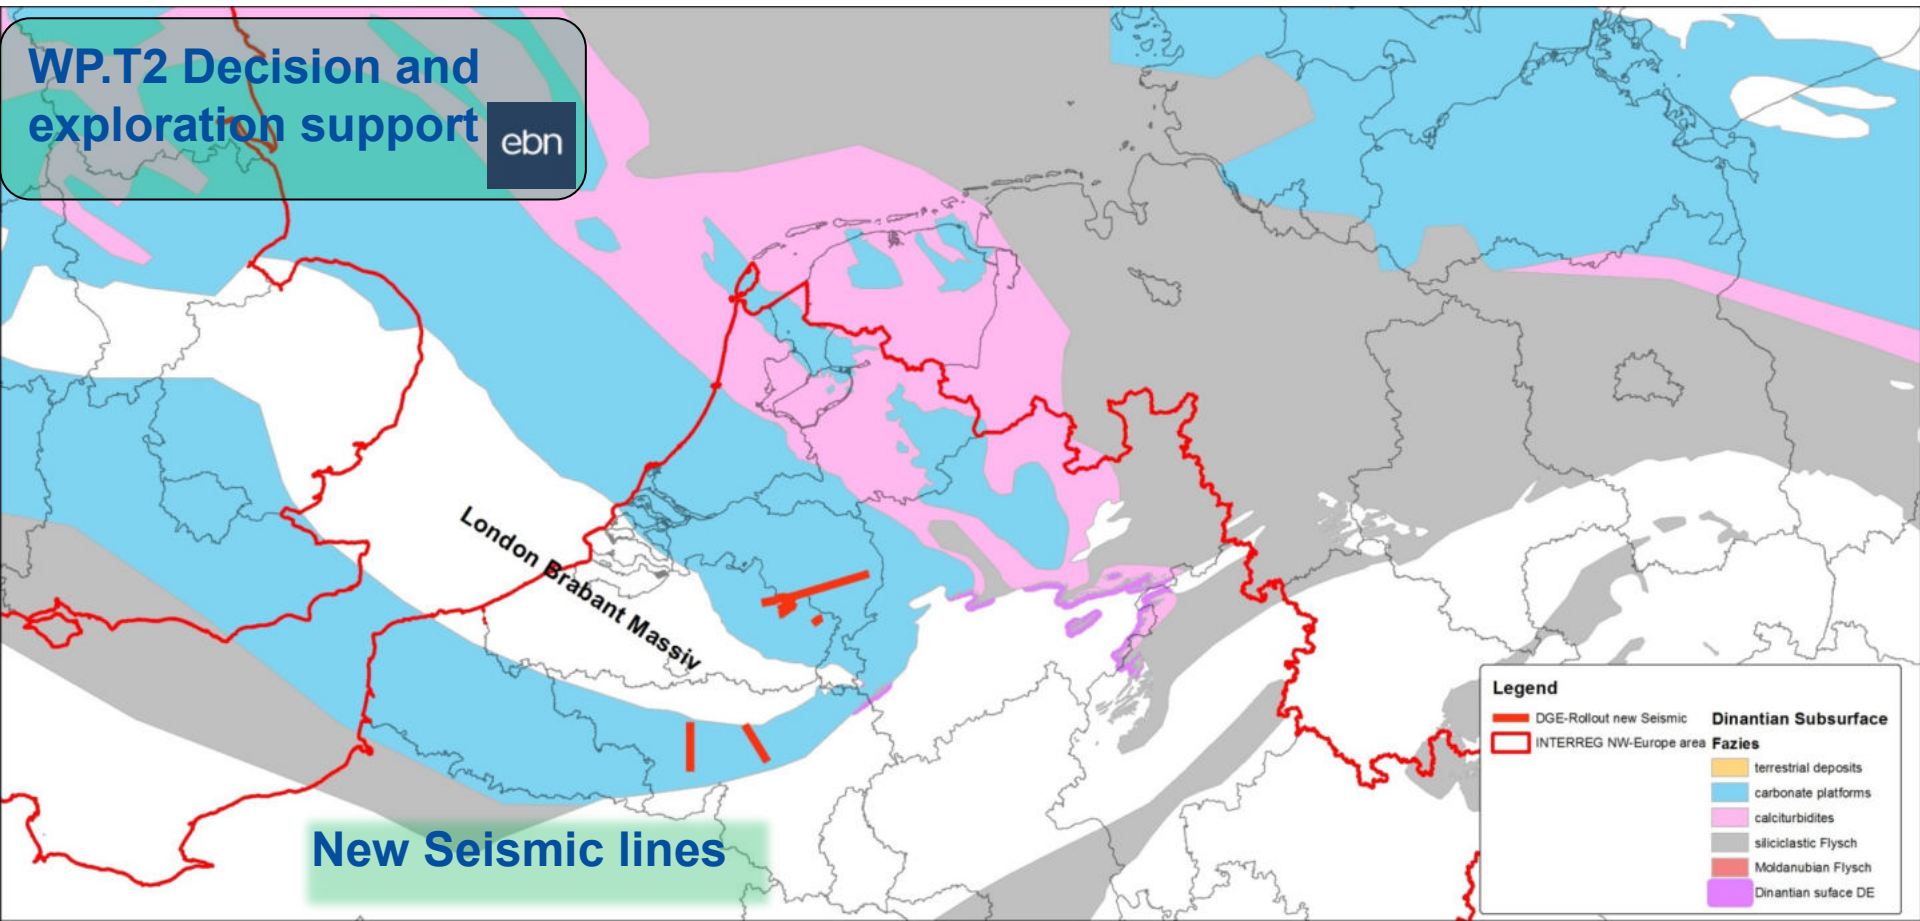 WP.T2 Decision and
exploration support
ebn
London Brabant Massiv
New Seismic lines
Legend
DGE-Rollout new Seismic
INTERREG NW-Europe area
Dinantian Subsurface
Fazies
terrestrial deposits
carbonate platforms
calciturbidites
siliciclastic Flysch
Moldanubian Flysch
Dinantian suface DE